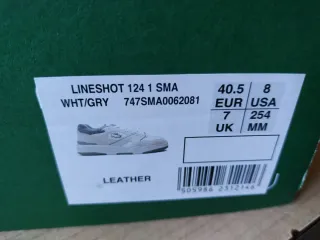 LINESHOT 124 1 SMA
WHT/GRY 747SMA0062081
40.5 8
EUR USA
7 254
UK MM
LEATHER